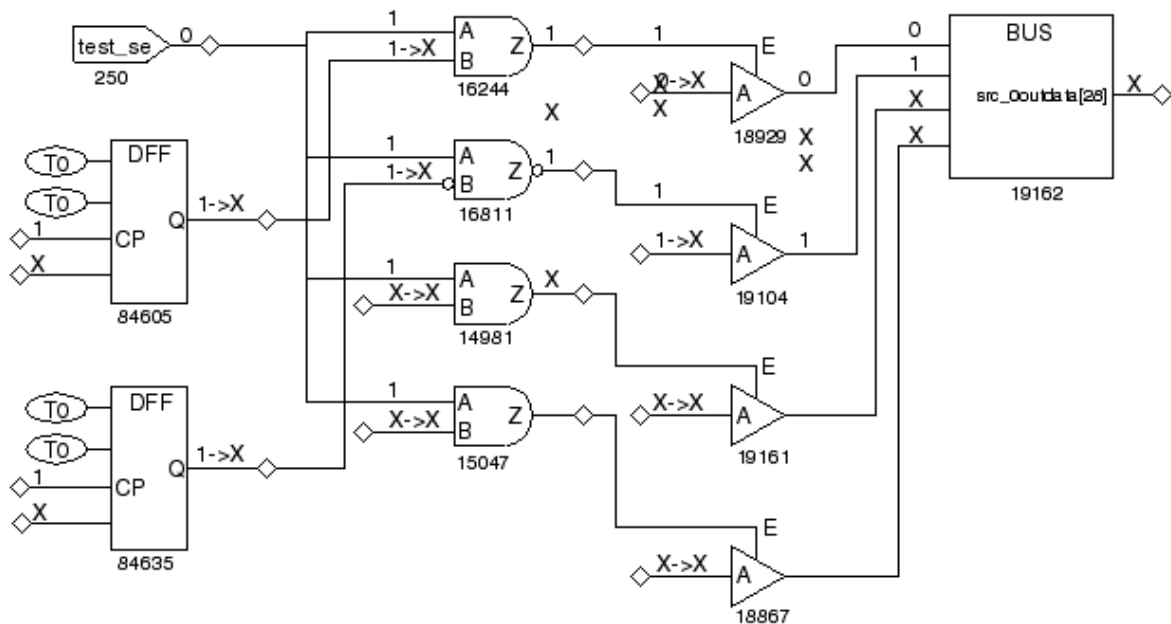 test_se 0
250
1 A
1->X B
Z 1
16244
1 E
0->X A 0
X
X
X
18929
X
X
0
1
X
X
BUS
src_0outdata[28]
X
19162
T0 DFF
T0
1 CP
X
Q 1->X
84605
1 A
1->X B
Z 1
16811
1 E
1->X A 1
19104
1 A
X->X B
Z X
14981
E
X->X A
19161
T0 DFF
T0
1 CP
X
Q 1->X
84635
1 A
X->X B
Z
15047
E
X->X A
18867